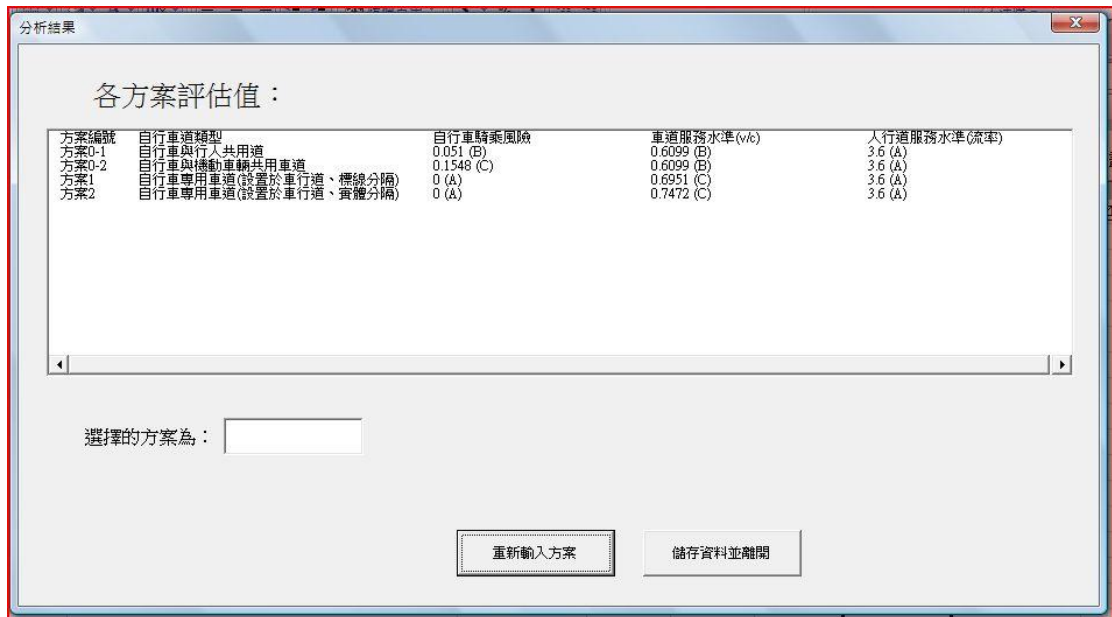 分析結果
各方案評估值：
方案編號 自行車道類型 自行車騎乘風險 車道服務水準(v/c) 人行道服務水準(流率)
方案0-1 自行車與行人共用道 0.051 (B) 0.6099 (B) 3.6 (A)
方案0-2 自行車與機動車輛共用車道 0.1548 (C) 0.6099 (B) 3.6 (A)
方案1 自行車專用車道(設置於車行道、標線分隔) 0 (A) 0.6951 (C) 3.6 (A)
方案2 自行車專用車道(設置於車行道、實體分隔) 0 (A) 0.7472 (C) 3.6 (A)
選擇的方案為：
重新輸入方案 儲存資料並離開